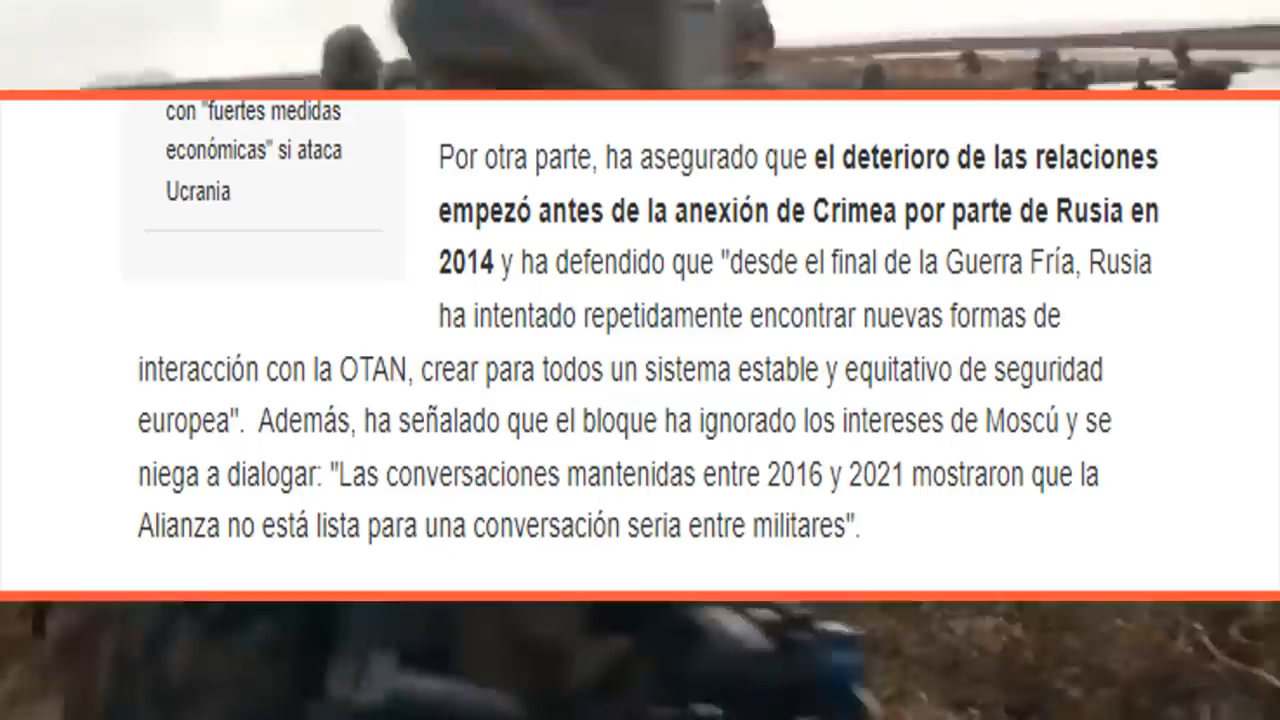 con "fuertes medidas
económicas" si ataca
Ucrania
Por otra parte, ha asegurado que el deterioro de las relaciones
empezó antes de la anexión de Crimea por parte de Rusia en
2014 y ha defendido que "desde el final de la Guerra Fría, Rusia
ha intentado repetidamente encontrar nuevas formas de
interacción con la OTAN, crear para todos un sistema estable y equitativo de seguridad
europea". Además, ha señalado que el bloque ha ignorado los intereses de Moscú y se
niega a dialogar: "Las conversaciones mantenidas entre 2016 y 2021 mostraron que la
Alianza no está lista para una conversación seria entre militares".